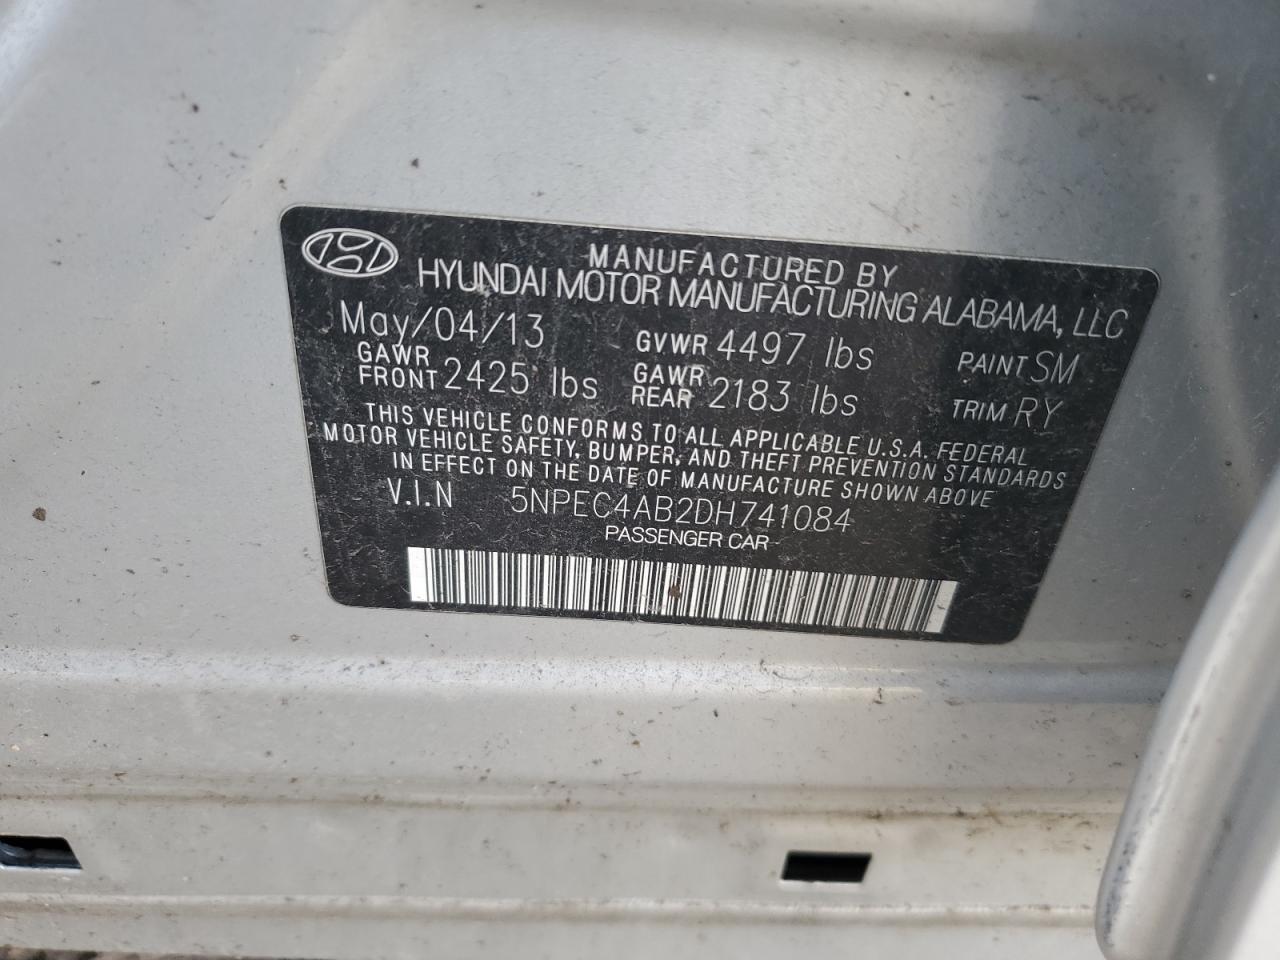 MANUFACTURED BY
HYUNDAI MOTOR MANUFACTURING ALABAMA, LLC
May/04/13 GVWR 4497 lbs PAINT SM
GAWR FRONT 2425 lbs GAWR REAR 2183 lbs TRIM RY
THIS VEHICLE CONFORMS TO ALL APPLICABLE U.S.A. FEDERAL
MOTOR VEHICLE SAFETY, BUMPER, AND THEFT PREVENTION STANDARDS
IN EFFECT ON THE DATE OF MANUFACTURE SHOWN ABOVE
V.I.N 5NPEC4AB2DH741084
PASSENGER CAR